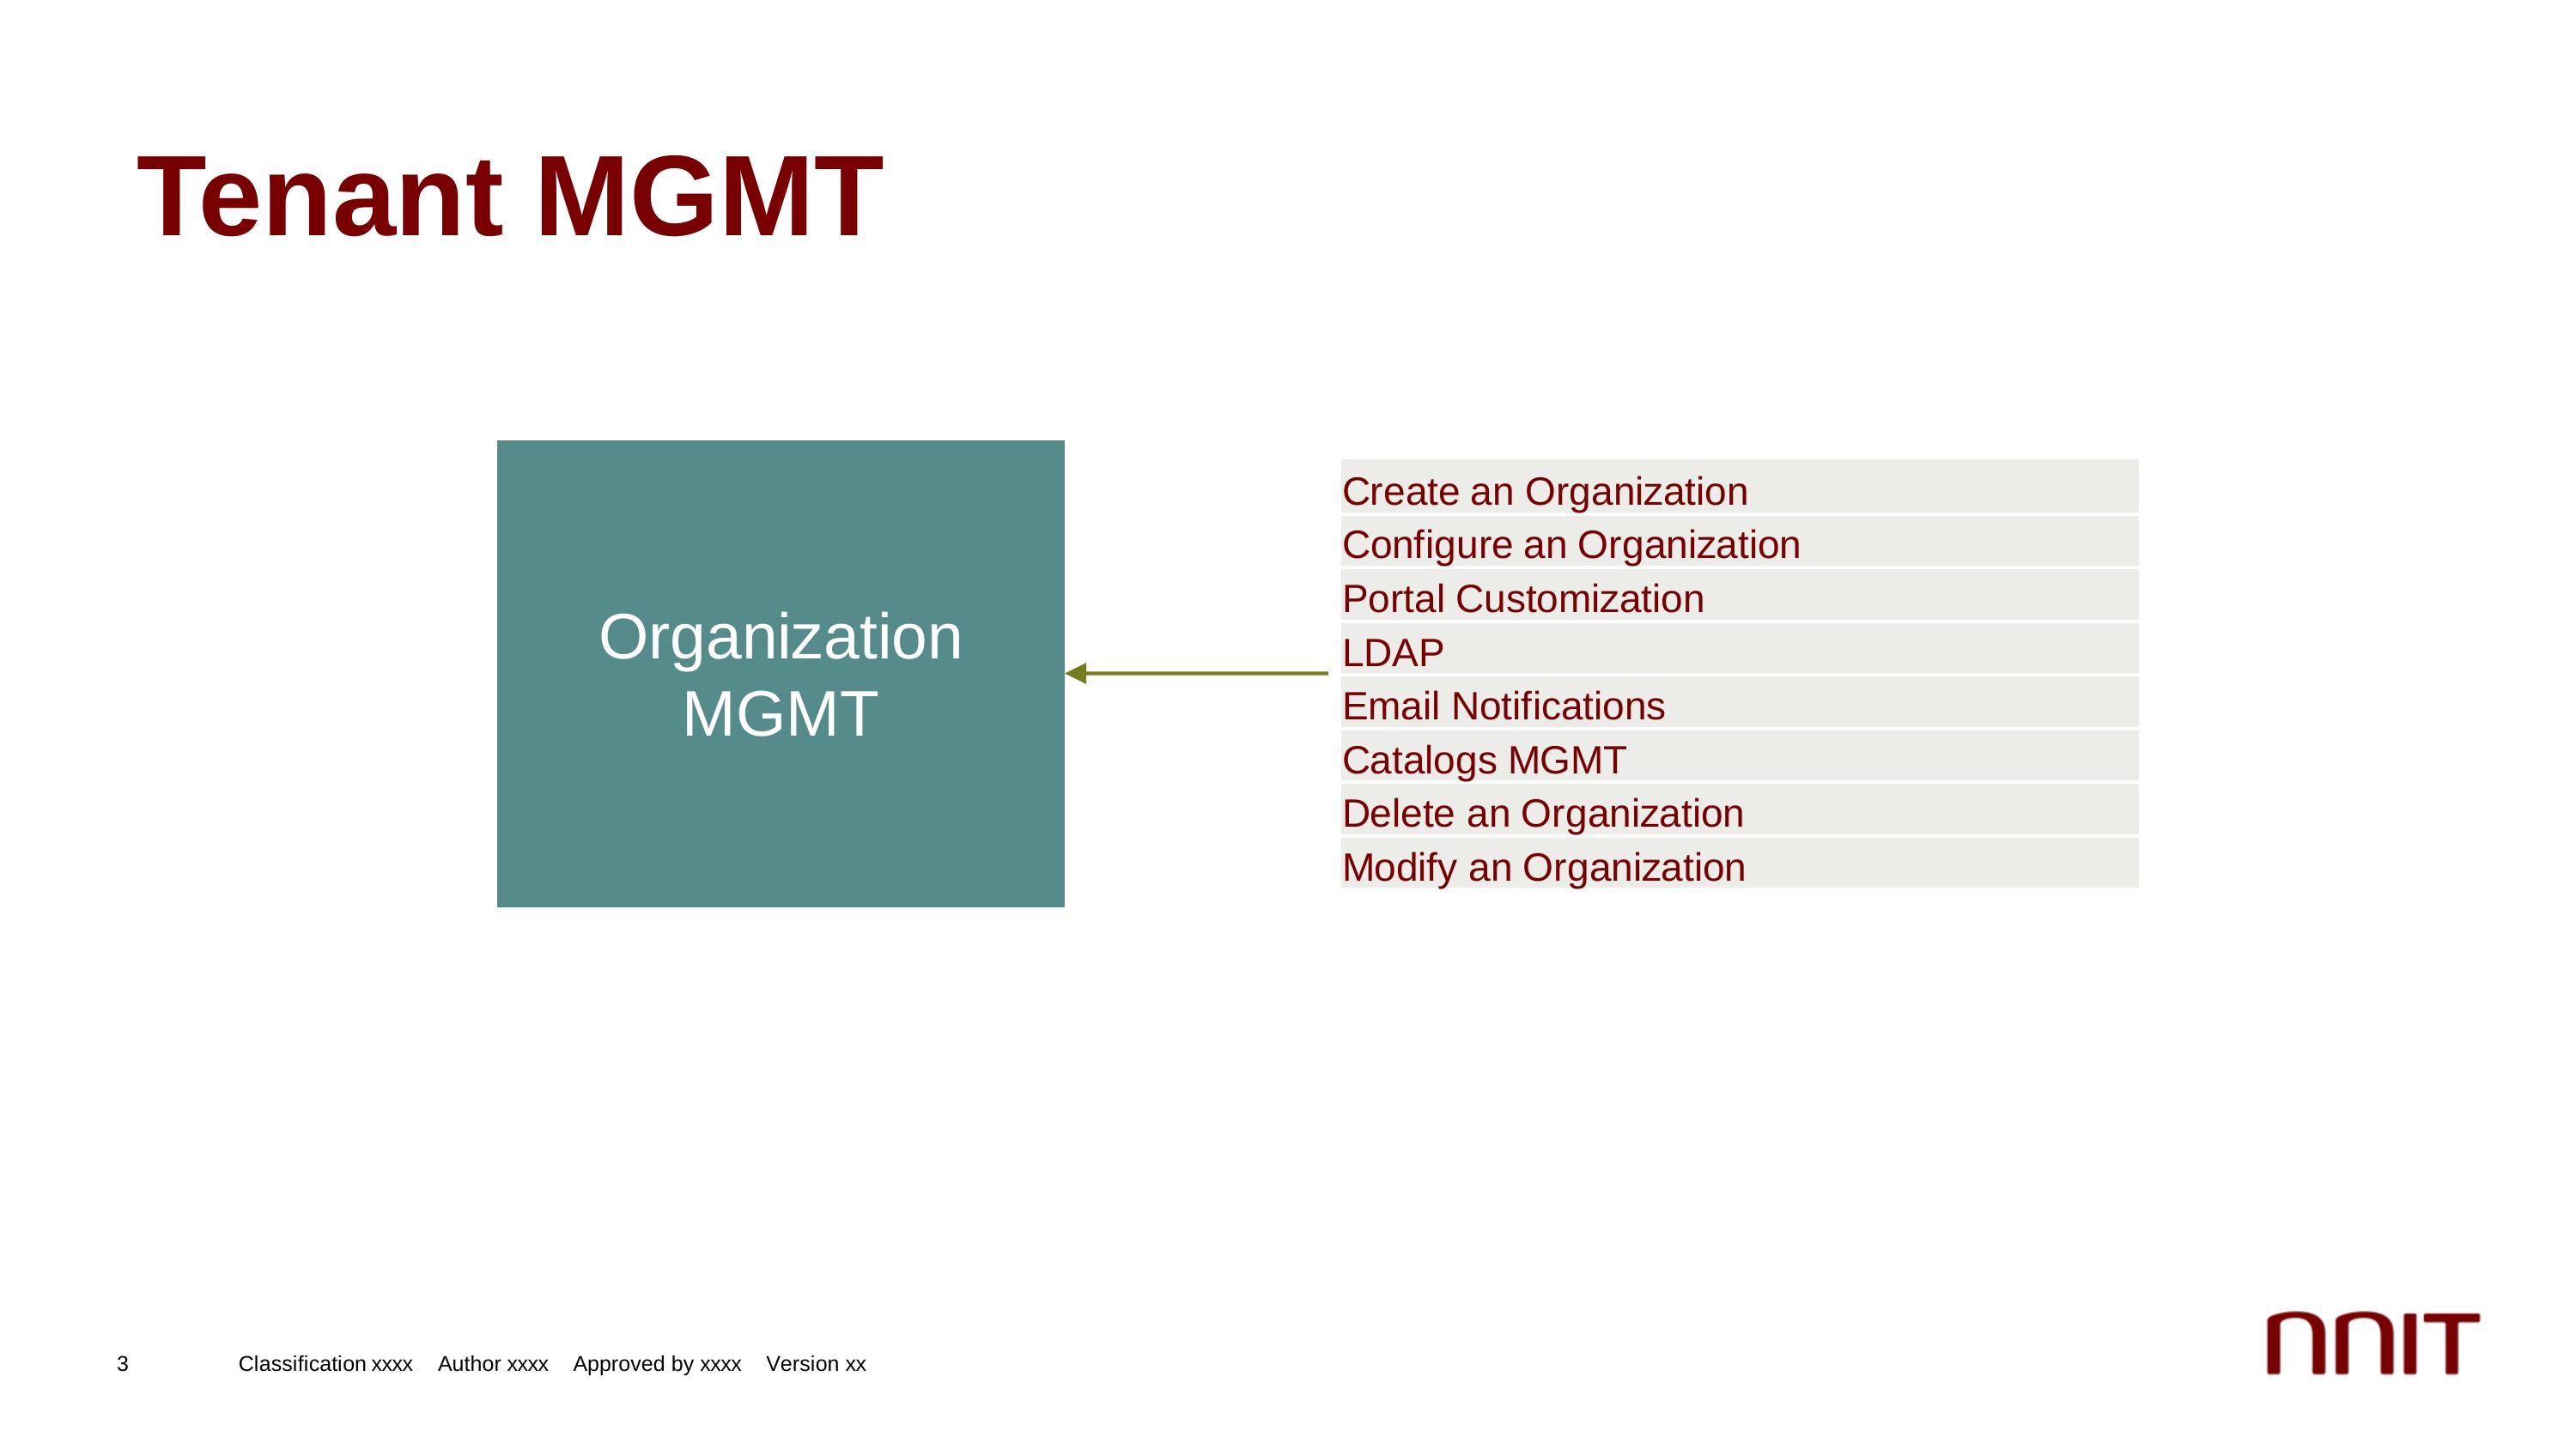 Tenant MGMT
Organization
MGMT
Create an Organization
Configure an Organization
Portal Customization
LDAP
Email Notifications
Catalogs MGMT
Delete an Organization
Modify an Organization
3 Classification xxxx Author xxxx Approved by xxxx Version xx
nnIT